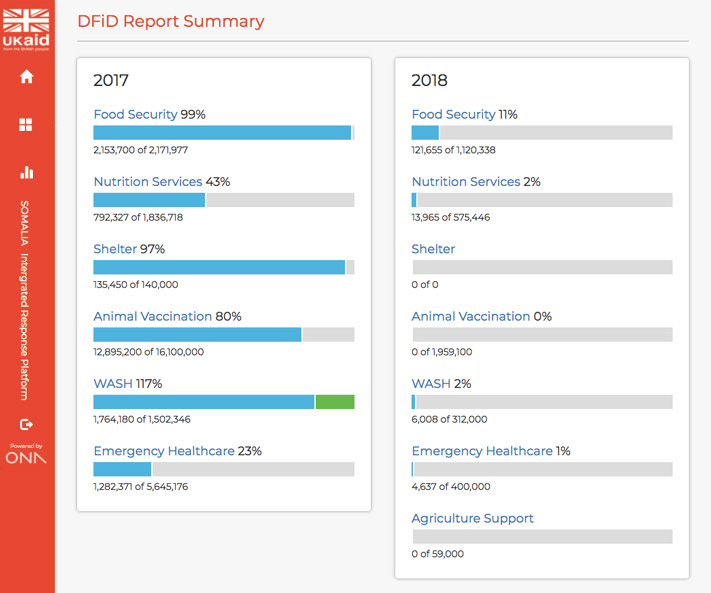 ukaid
from the British people
SOMALIA Intergrated Response Platform
Powered by
ONA
DFiD Report Summary
2017
Food Security 99%
2,153,700 of 2,171,977
Nutrition Services 43%
792,327 of 1,836,718
Shelter 97%
135,450 of 140,000
Animal Vaccination 80%
12,895,200 of 16,100,000
WASH 117%
1,764,180 of 1,502,346
Emergency Healthcare 23%
1,282,371 of 5,645,176
2018
Food Security 11%
121,655 of 1,120,338
Nutrition Services 2%
13,965 of 575,446
Shelter
0 of 0
Animal Vaccination 0%
0 of 1,959,100
WASH 2%
6,008 of 312,000
Emergency Healthcare 1%
4,637 of 400,000
Agriculture Support
0 of 59,000